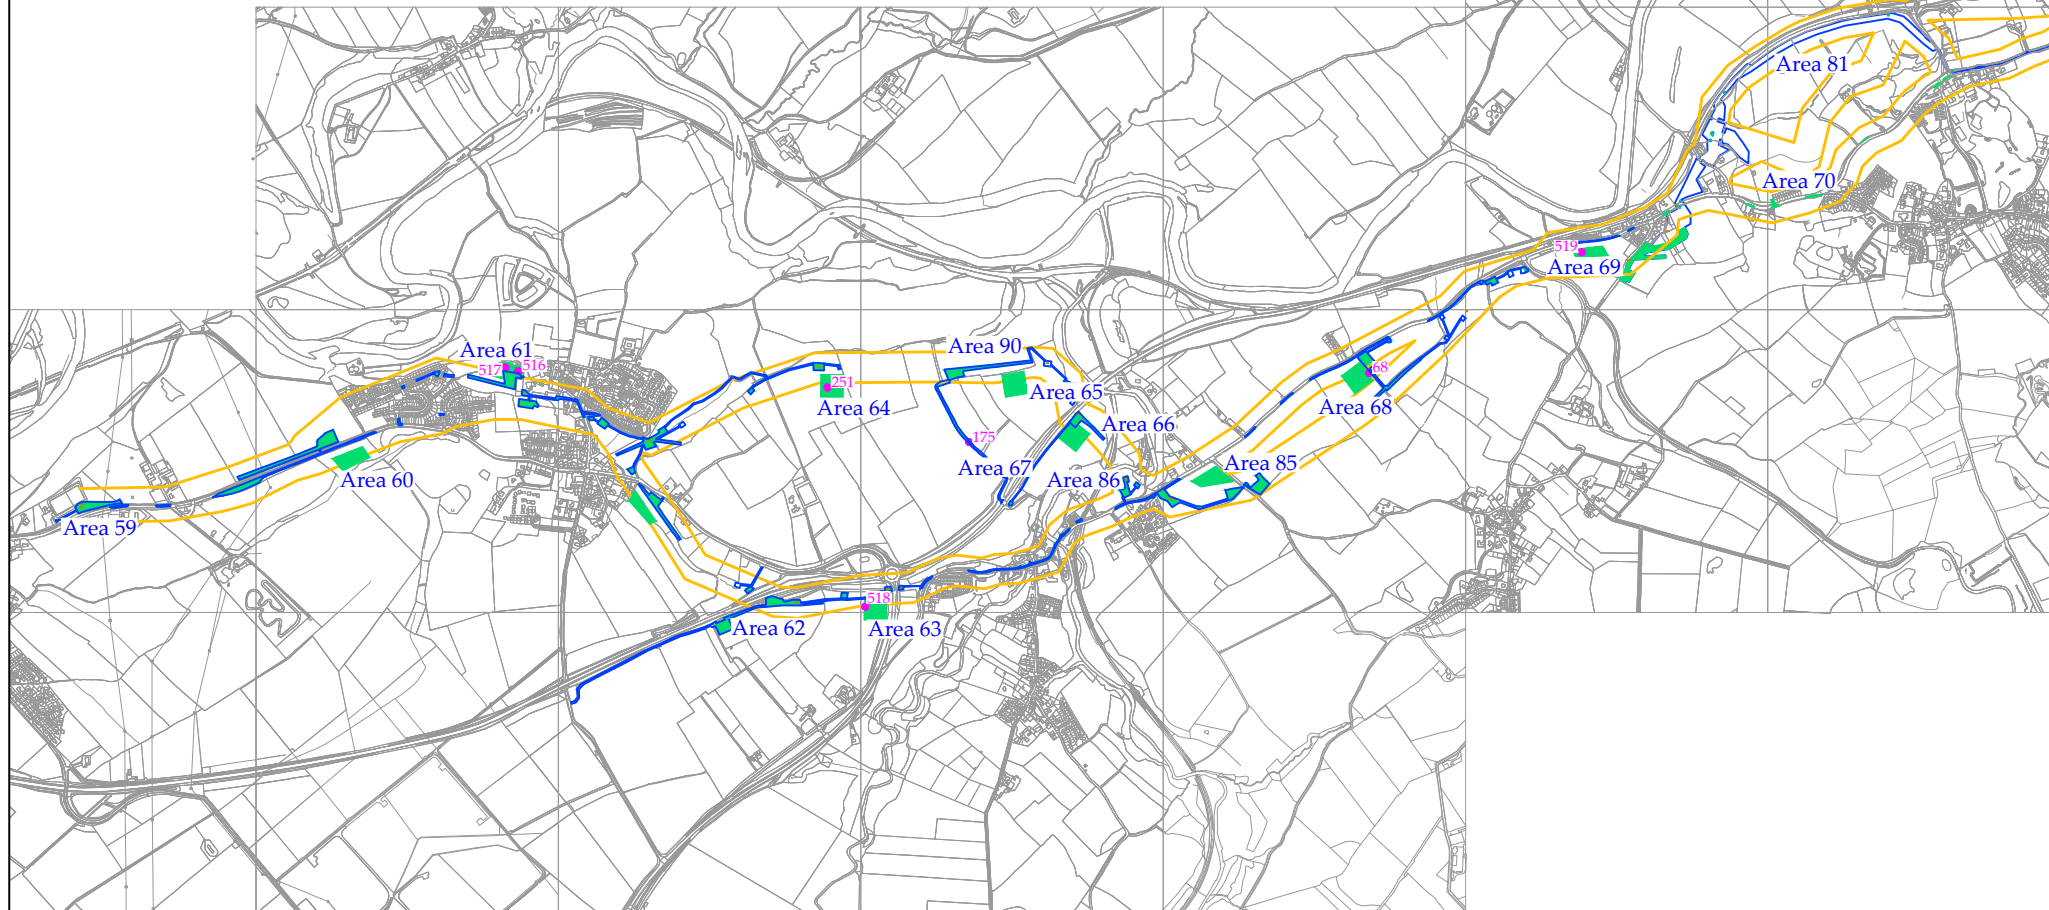 Area 81
Area 70
519
Area 69
Area 61
517
516
Area 90
251
Area 64
Area 65
68
Area 68
Area 66
175
Area 67
Area 85
Area 86
Area 60
Area 59
518
Area 62
Area 63